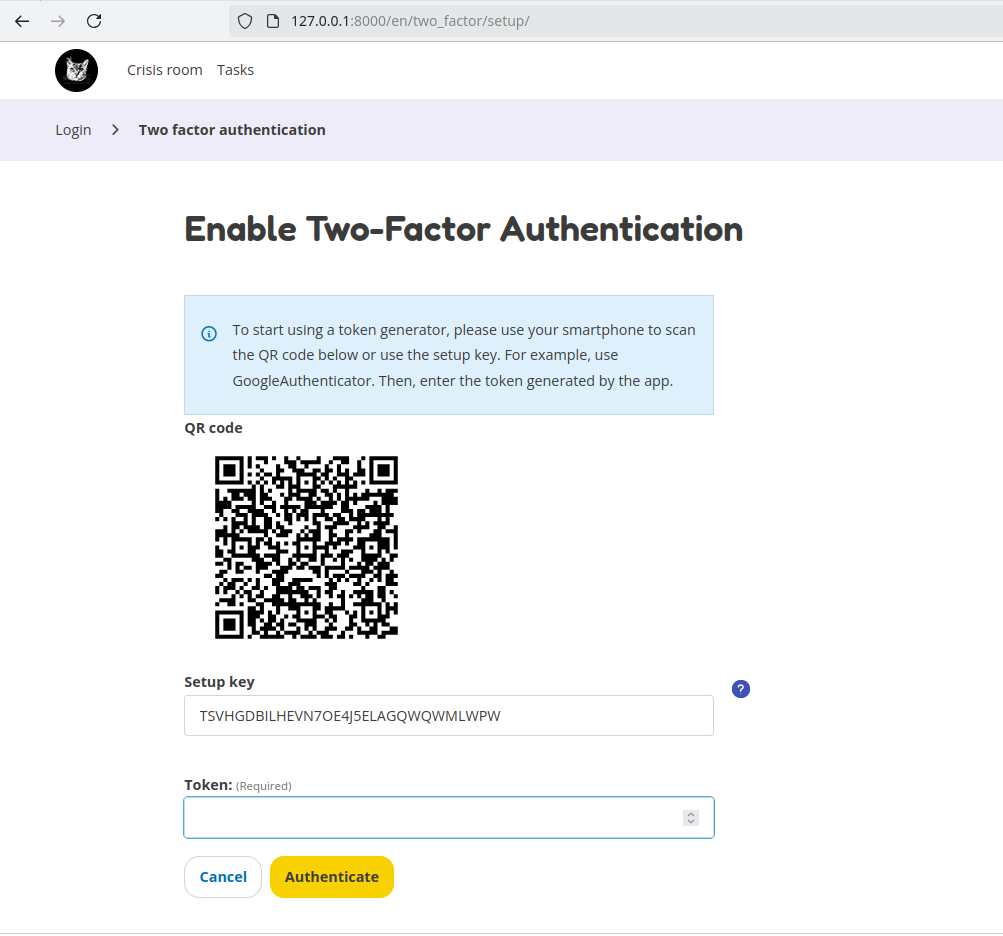 127.0.0.1:8000/en/two_factor/setup/
Crisis room Tasks
Login > Two factor authentication
Enable Two-Factor Authentication
To start using a token generator, please use your smartphone to scan
the QR code below or use the setup key. For example, use
GoogleAuthenticator. Then, enter the token generated by the app.
QR code
Setup key
?
TSVHGDBILHEVN7OE4J5ELAGQWQWMLWPW
Token: (Required)
Cancel Authenticate